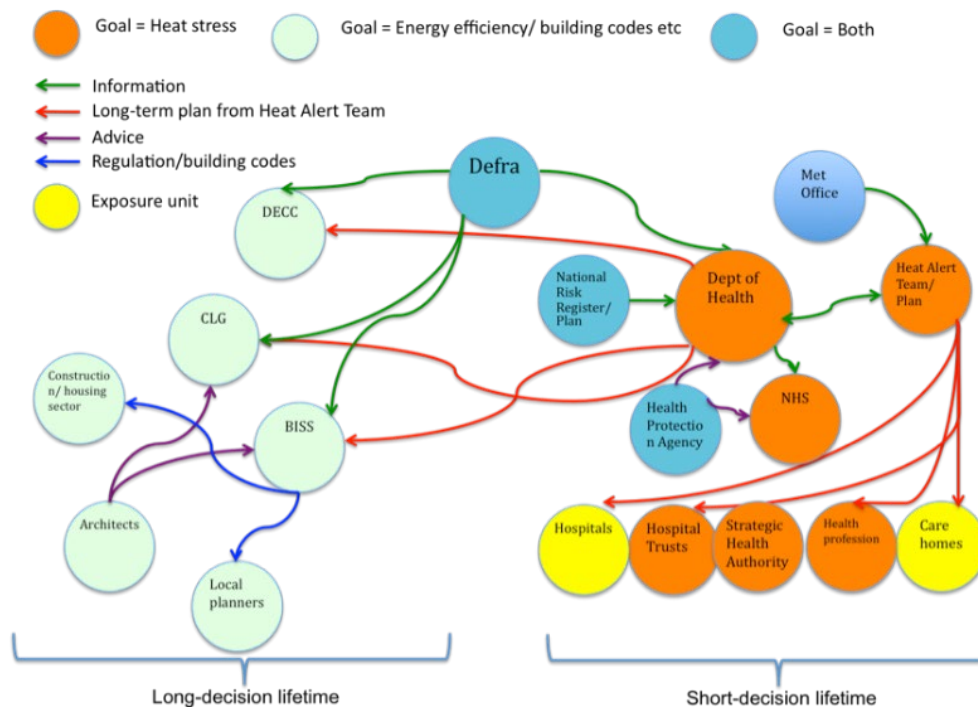 Goal = Heat stress
Goal = Energy efficiency/ building codes etc
Goal = Both
Information
Long-term plan from Heat Alert Team
Advice
Regulation/building codes
Exposure unit
Defra
Met
Office
DECC
Dept of
Health
National
Risk
Register/
Plan
Heat Alert
Team/
Plan
CLG
Constructio
n/ housing
sector
BISS
Health
Protectio
n Agency
NHS
Architects
Local
planners
Hospitals
Hospital
Trusts
Strategic
Health
Authority
Health
profession
Care
homes
Long-decision lifetime
Short-decision lifetime